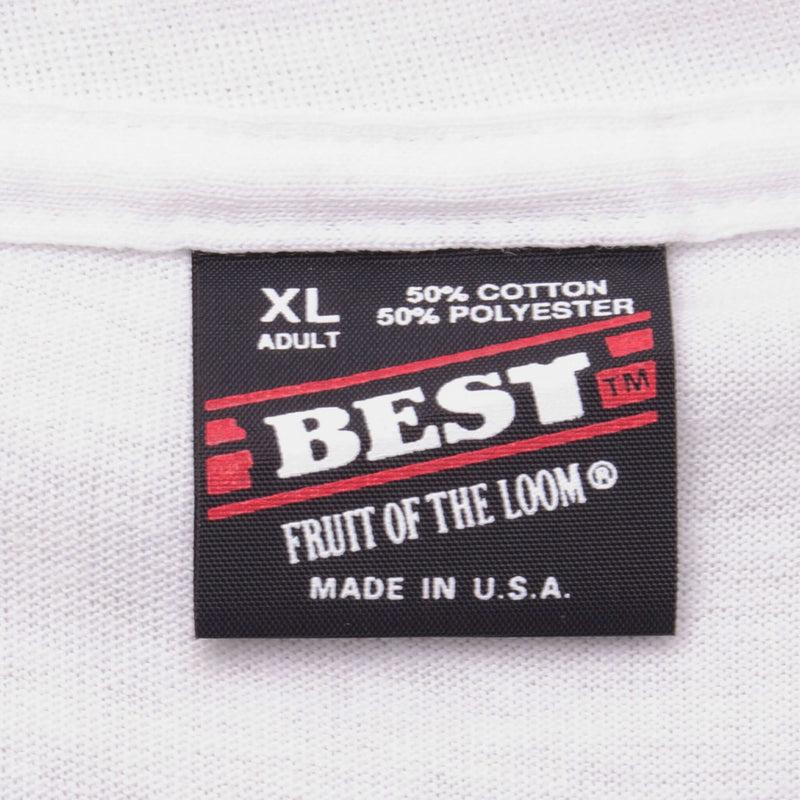 XL
ADULT
50% COTTON
50% POLYESTER
BEST TM
FRUIT OF THE LOOM®
MADE IN U.S.A.